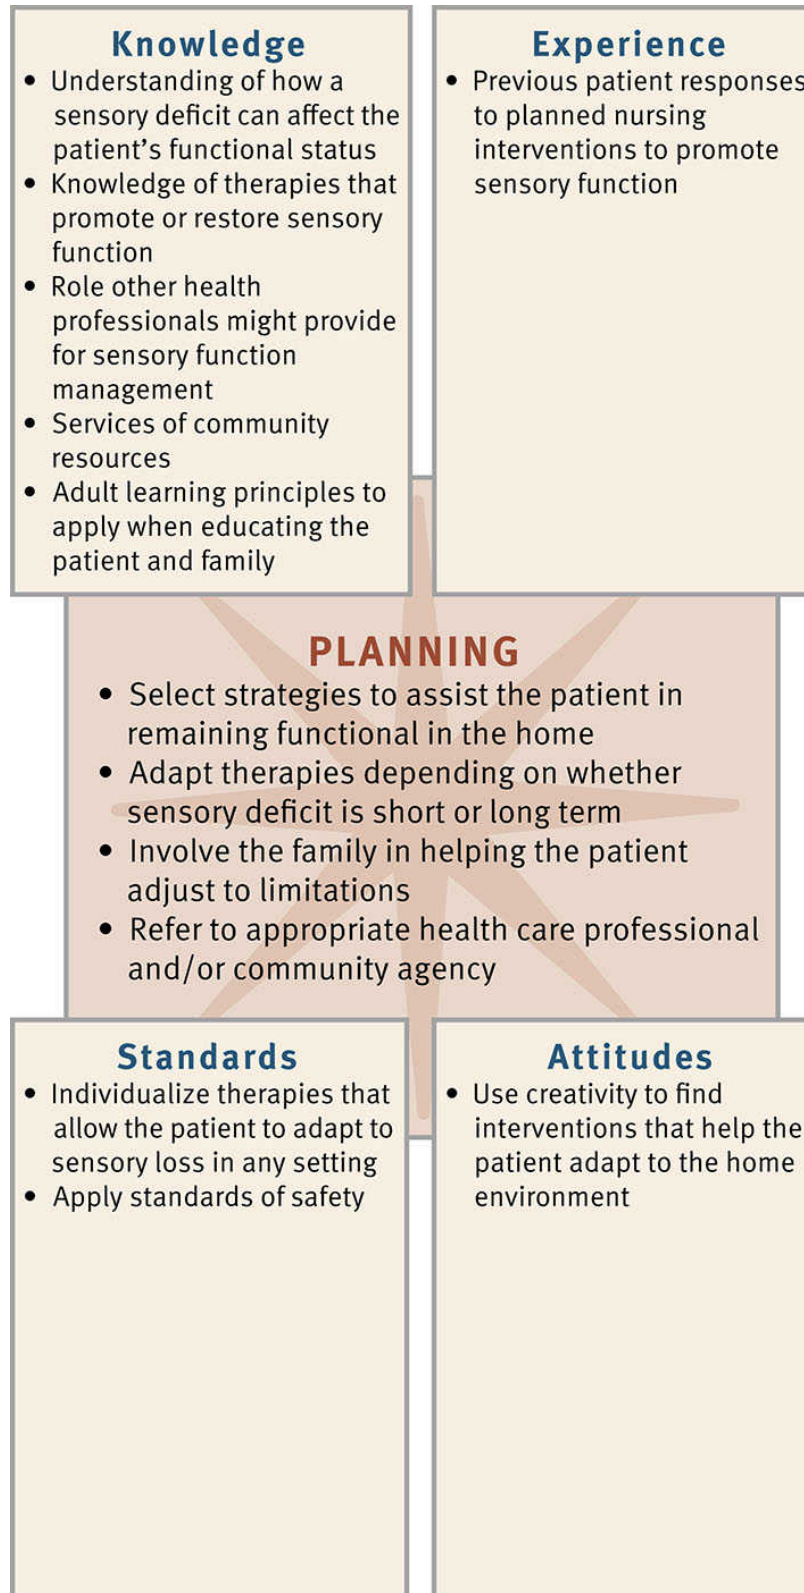 Knowledge
• Understanding of how a
sensory deficit can affect the
patient's functional status
• Knowledge of therapies that
promote or restore sensory
function
• Role other health
professionals might provide
for sensory function
management
• Services of community
resources
• Adult learning principles to
apply when educating the
patient and family
Experience
• Previous patient responses
to planned nursing
interventions to promote
sensory function
PLANNING
• Select strategies to assist the patient in
remaining functional in the home
• Adapt therapies depending on whether
sensory deficit is short or long term
• Involve the family in helping the patient
adjust to limitations
• Refer to appropriate health care professional
and/or community agency
Standards
• Individualize therapies that
allow the patient to adapt to
sensory loss in any setting
• Apply standards of safety
Attitudes
• Use creativity to find
interventions that help the
patient adapt to the home
environment